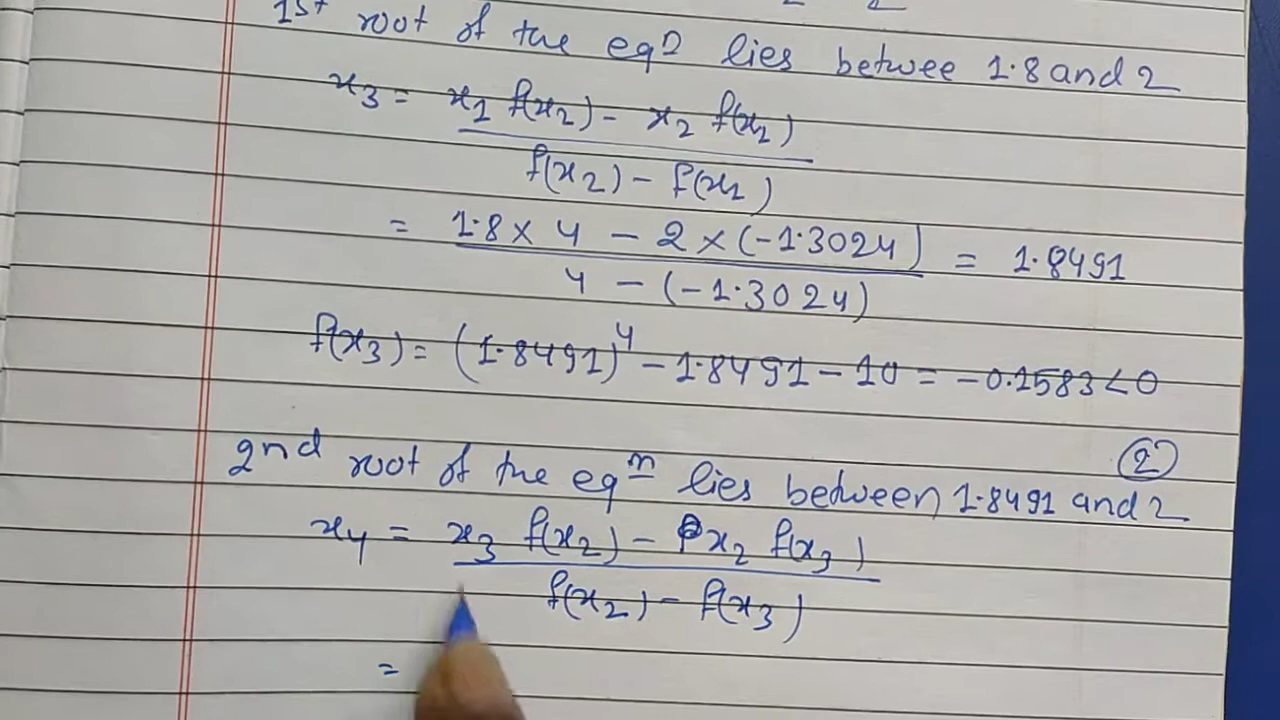 1st root of the eqn lies betwee 1.8 and 2
x3 = x1 f(x2) - x2 f(x1)
f(x2) - f(x1)
= 1.8 × 4 - 2 × (-1.3024) = 1.8491
4 - (-1.3024)
f(x3) = (1.8491)^4 - 1.8491 - 10 = -0.1583 < 0
(2)
2nd root of the eqn lies between 1.8491 and 2
x4 = x3 f(x2) - x2 f(x3)
f(x2) - f(x3)
=